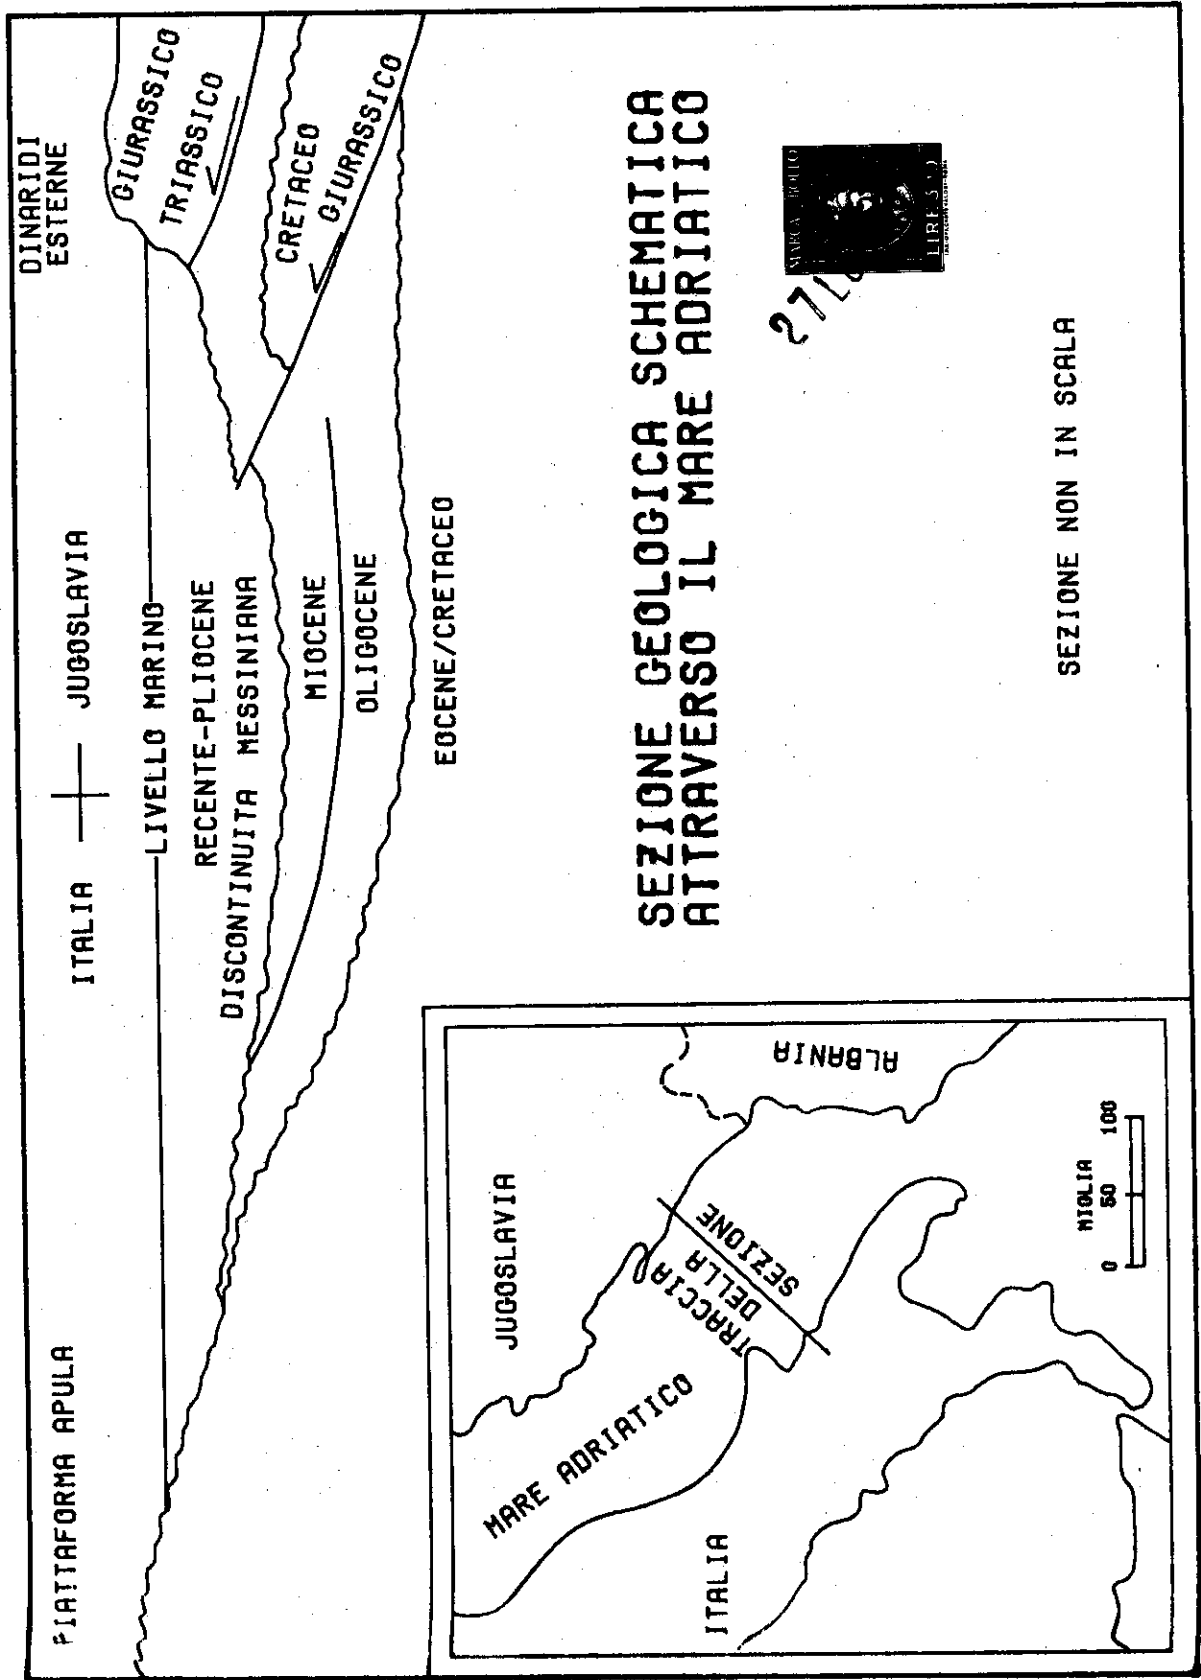 PIATTAFORMA APULA
ITALIA
JUGOSLAVIA
DINARIDI
ESTERNE
LIVELLO MARINO
RECENTE-PLIOCENE
DISCONTINUITA MESSINIANA
MIOCENE
OLIGOCENE
EOCENE/CRETACEO
GIURASSICO
TRIASSICO
CRETACEO
GIURASSICO
SEZIONE GEOLOGICA SCHEMATICA
ATTRAVERSO IL MARE ADRIATICO
MARCA
LIRE
27
SEZIONE NON IN SCALA
JUGOSLAVIA
ALBANIA
MARE ADRIATICO
TRACCIA
DELLA
SEZIONE
ITALIA
MIGLIA
0 50 100